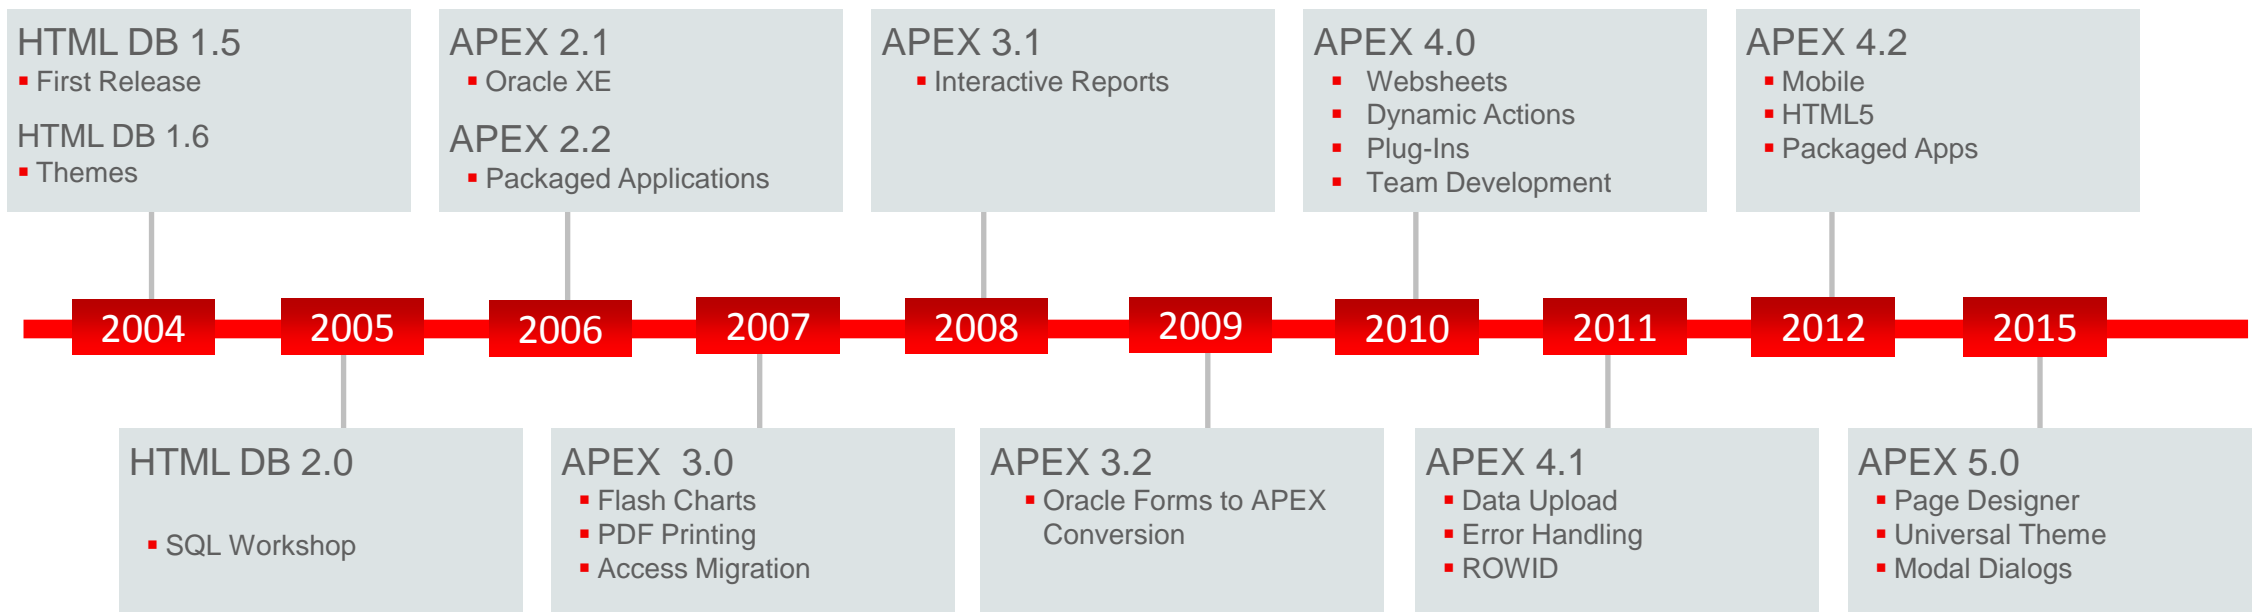 HTML DB 1.5
First Release
HTML DB 1.6
Themes
APEX 2.1
Oracle XE
APEX 2.2
Packaged Applications
APEX 3.1
Interactive Reports
APEX 4.0
Websheets
Dynamic Actions
Plug-Ins
Team Development
APEX 4.2
Mobile
HTML5
Packaged Apps
2004
2005
2006
2007
2008
2009
2010
2011
2012
2015
HTML DB 2.0
SQL Workshop
APEX 3.0
Flash Charts
PDF Printing
Access Migration
APEX 3.2
Oracle Forms to APEX
Conversion
APEX 4.1
Data Upload
Error Handling
ROWID
APEX 5.0
Page Designer
Universal Theme
Modal Dialogs